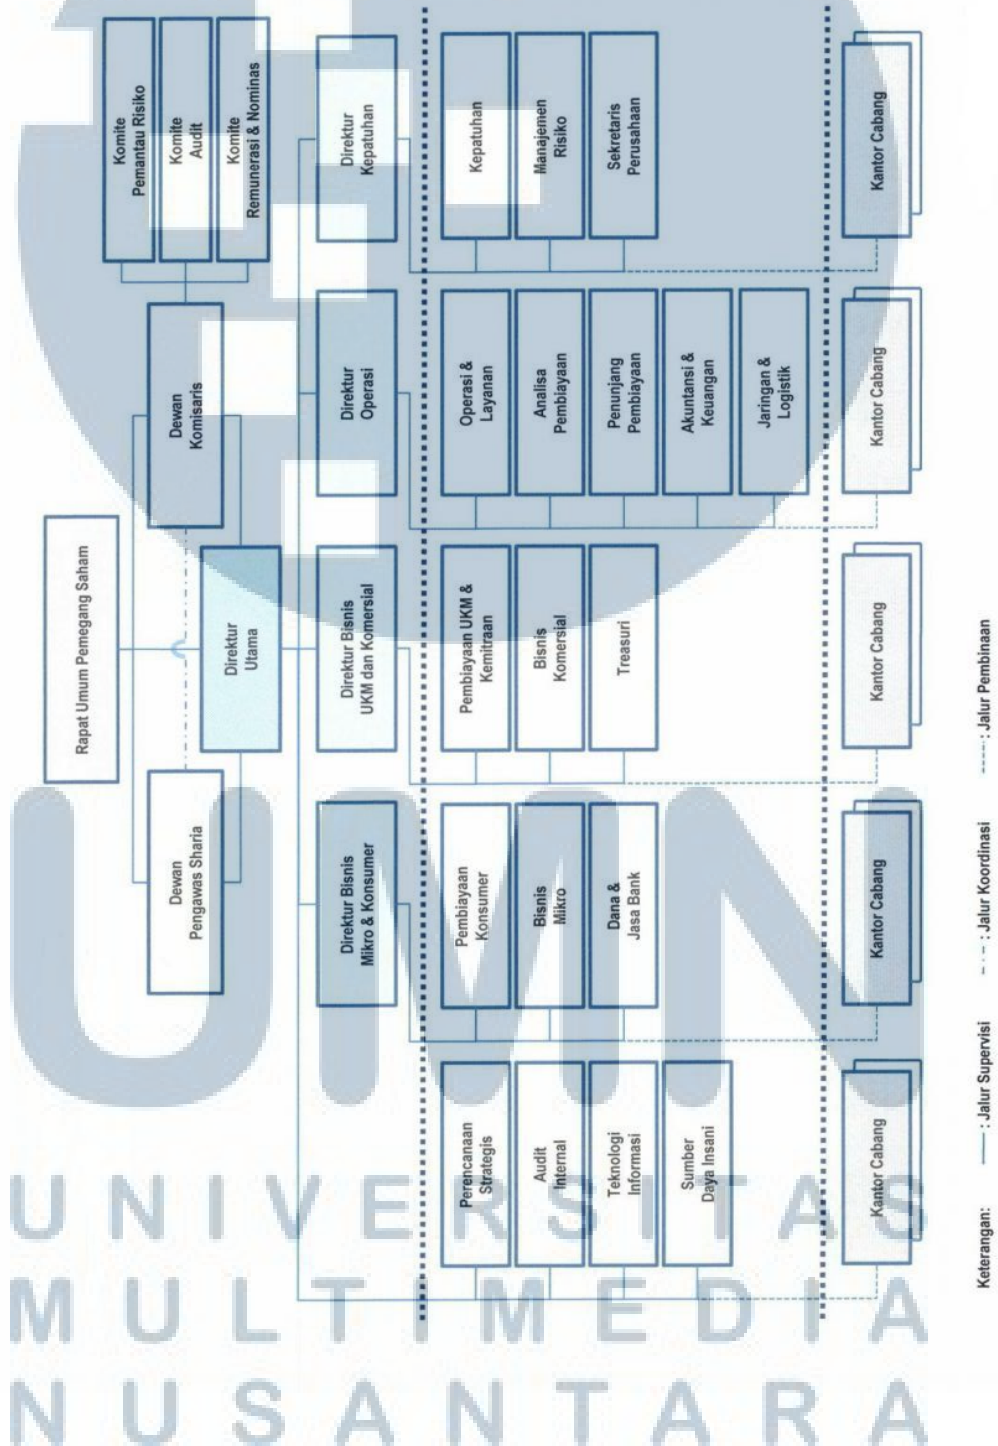 Rapat Umum Pemegang Saham
Dewan
Pengawas Sharia
Dewan
Komisaris
Komite
Pemantau Risiko
Komite
Audit
Komite
Remunerasi & Nominas
Direktur
Utama
Direktur Bisnis
Mikro & Konsumer
Direktur Bisnis
UKM dan Komersial
Direktur
Operasi
Direktur
Kepatuhan
Perencanaan
Strategis
Audit
Internal
Teknologi
Informasi
Sumber
Daya Insani
Pembiayaan
Konsumer
Bisnis
Mikro
Dana &
Jasa Bank
Pembiayaan UKM &
Kemitraan
Bisnis
Komersial
Treasuri
Operasi &
Layanan
Analisa
Pembiayaan
Penunjang
Pembiayaan
Akuntansi &
Keuangan
Jaringan &
Logistik
Kepatuhan
Manajemen
Risiko
Sekretaris
Perusahaan
Kantor Cabang
Kantor Cabang
Kantor Cabang
Kantor Cabang
Kantor Cabang
Keterangan:
: Jalur Supervisi
: Jalur Koordinasi
: Jalur Pembinaan
UMN
UNIVERSITAS
MULTIMEDIA
NUSANTARA